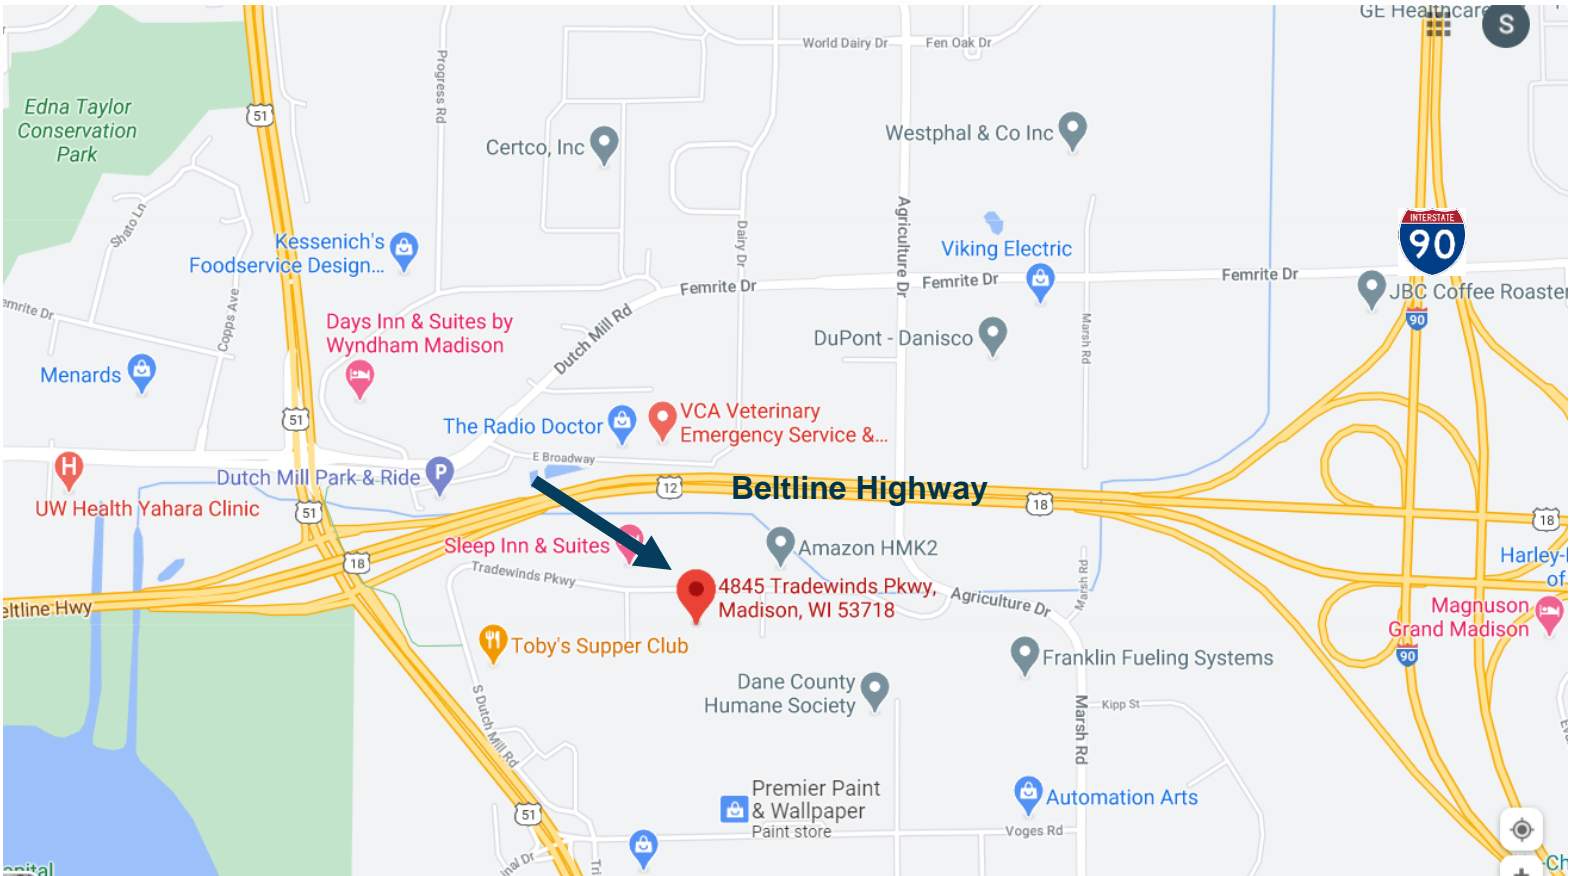 GE Healthcare
S
World Dairy Dr
Fen Oak Dr
Progress Rd
Edna Taylor
Conservation
Park
51
Certco, Inc
Westphal & Co Inc
Shato Ln
Agriculture Dr
Dairy Dr
INTERSTATE
90
Kessenich's
Foodservice Design...
Viking Electric
Femrite Dr
Femrite Dr
Femrite Dr
JBC Coffee Roaster
emrite Dr
Copps Ave
Days Inn & Suites by
Wyndham Madison
Dutch Mill Rd
90
DuPont - Danisco
Marsh Rd
Menards
51
The Radio Doctor
VCA Veterinary
Emergency Service &...
E Broadway
H
Dutch Mill Park & Ride
P
UW Health Yahara Clinic
51
12
Beltline Highway
18
18
Sleep Inn & Suites
Amazon HMK2
18
Harley-
of
Tradewinds Pkwy
4845 Tradewinds Pkwy,
Madison, WI 53718
Agriculture Dr
Marsh Rd
eltline Hwy
Magnuson
Grand Madison
Toby's Supper Club
Franklin Fueling Systems
90
Dane County
Humane Society
S Dutch Mill Rd
Marsh Rd
Kipp St
Premier Paint
& Wallpaper
Paint store
Automation Arts
51
Voges Rd
inal Dr
Tri
-Ch